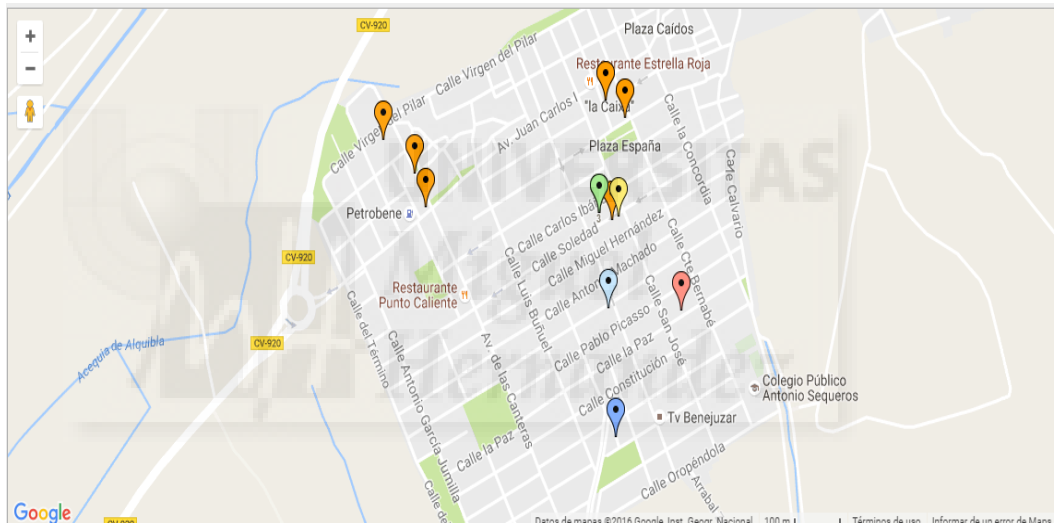 CV-920
Plaza Caídos
Calle Virgen del Pilar
Restaurante Estrella Roja
"la Caixa"
Av. Juan Carlos I
Calle Virgen del Pilar
Calle la Concordia
Plaza España
Calle Calvario
UNIVERSITAS
Miguel
Hernández
Petrobene
Calle Soledad
Calle Miguel Hernández
Calle Cte Bernabé
CV-920
Calle Luis Buñuel
Calle Antonio Machado
Restaurante
Punto Caliente
Calle San José
Calle Pablo Picasso
Calle la Paz
Acequia de Alquibla
CV-920
Calle del Término
Av. de las Canteras
Calle Constitución
Colegio Público
Antonio Sequeros
Tv Benejuzar
Calle Antonio García Jumilla
Calle la Paz
Calle Oropéndola
Google
CV-920
Datos de mapas ©2016 Google, Inst. Geogr. Nacional
100 m
Términos de uso
Informar de un error de Maps